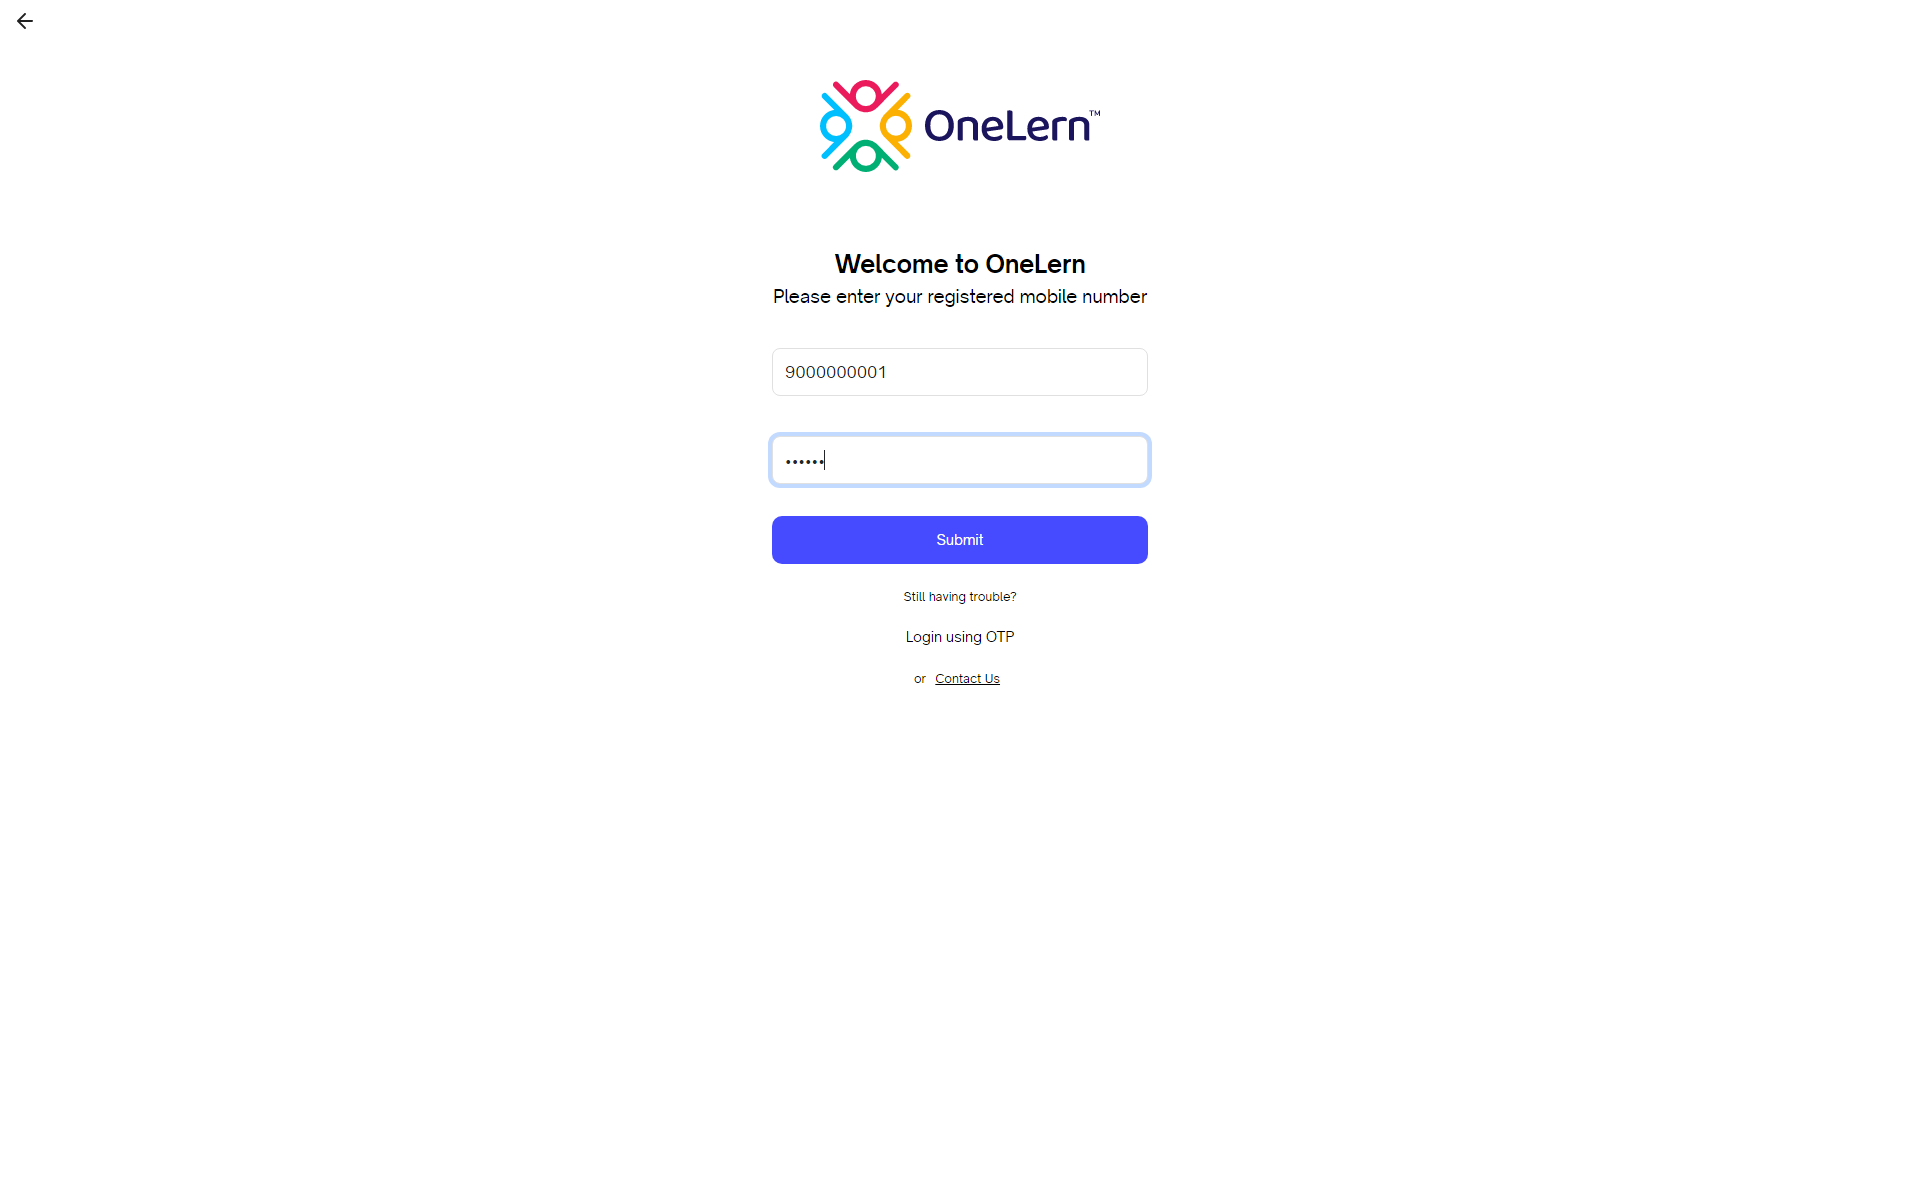 OneLern™
Welcome to OneLern
Please enter your registered mobile number
9000000001
••••••
Submit
Still having trouble?
Login using OTP
or Contact Us